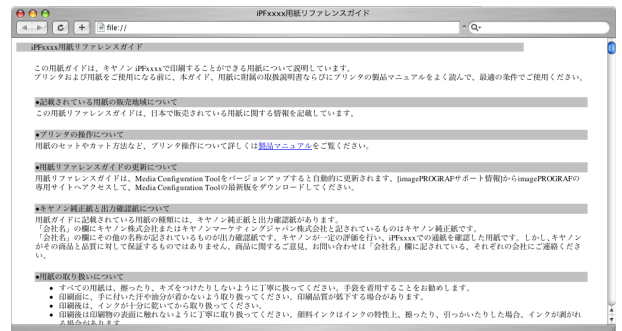 iPFxxxx用紙リファレンスガイド
file://
Q-
iPFxxxx用紙リファレンスガイド
この用紙ガイドは、キヤノン iPFxxxxで印刷することができる用紙について説明しています。
プリンタおよび用紙をご使用になる前に、本ガイド、用紙に附属の取扱説明書ならびにプリンタの製品マニュアルをよく読んで、最適の条件でご使用ください。
●記載されている用紙の販売地域について
この用紙リファレンスガイドは、日本で販売されている用紙に関する情報を記載しています。
●プリンタの操作について
用紙のセットやカット方法など、プリンタ操作について詳しくは製品マニュアルをご覧ください。
●用紙リファレンスガイドの更新について
用紙リファレンスガイドは、Media Configuration Toolをバージョンアップすると自動的に更新されます。[imagePROGRAFサポート情報]からimagePROGRAFの
専用サイトへアクセスして、Media Configuration Toolの最新版をダウンロードしてください。
●キヤノン純正紙と出力確認紙について
用紙ガイドに記載されている用紙の種類には、キヤノン純正紙と出力確認紙があります。
「会社名」の欄にキヤノン株式会社またはキヤノンマーケティングジャパン株式会社と記されているものはキヤノン純正紙です。
「会社名」の欄にその他の名称が記されているものが出力確認紙です。キヤノンが一定の評価を行い、iPFxxxxでの通紙を確認した用紙です。しかし、キヤノン
がその商品と品質に対して保証するものではありません。商品に関するご意見、お問い合わせは「会社名」欄に記されている、それぞれの会社にご連絡くださ
い。
●用紙の取り扱いについて
• すべての用紙は、擦ったり、キズをつけたりしないように丁寧に扱ってください。手袋を着用することをお勧めします。
• 印刷面に、手に付いた汗や油分が着かないよう取り扱ってください。印刷品質が低下する場合があります。
• 印刷後は、インクが十分に乾いてから取り扱ってください。
• 印刷後は印刷物の表面に触れないように丁寧に取り扱ってください。顔料インクはインクの特性上、擦ったり、引っかいたりした場合、インクが剥がれ
る場合があります